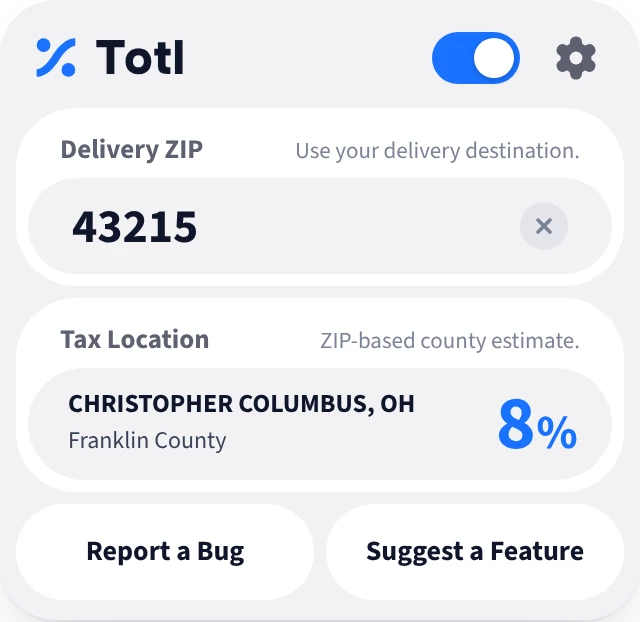 Totl
Delivery ZIP
Use your delivery destination.
43215
Tax Location
ZIP-based county estimate.
CHRISTOPHER COLUMBUS, OH
Franklin County
8%
Report a Bug
Suggest a Feature